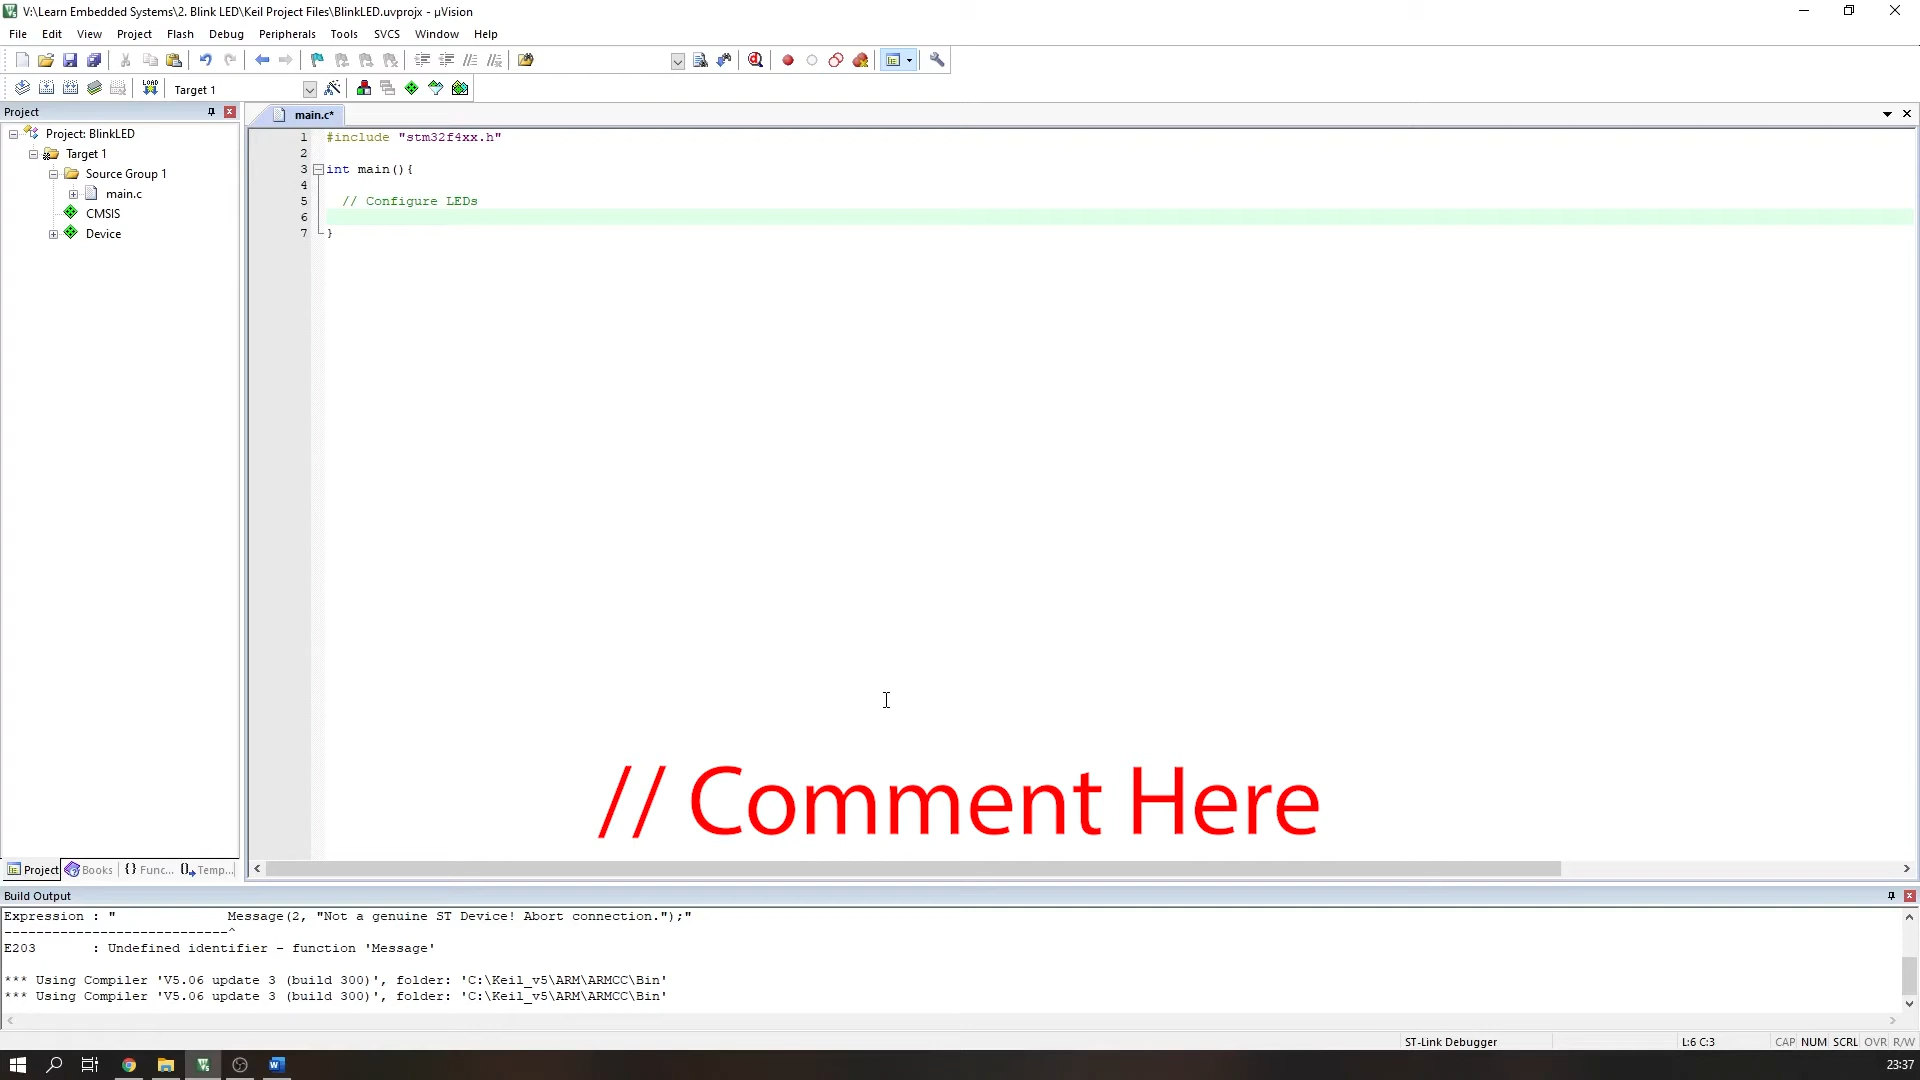 V:\Learn Embedded Systems\2. Blink LED\Keil Project Files\BlinkLED.uvprojx - µVision
File Edit View Project Flash Debug Peripherals Tools SVCS Window Help
LOAD Target 1
Project
main.c*
Project: BlinkLED
Target 1
Source Group 1
main.c
CMSIS
Device
1 #include "stm32f4xx.h"
2
3 int main(){
4
5 // Configure LEDs
6
7 }
// Comment Here
Project Books {} Func... Temp...
Build Output
Expression : " Message(2, "Not a genuine ST Device! Abort connection.");"
----------------------------^
E203 : Undefined identifier - function 'Message'
*** Using Compiler 'V5.06 update 3 (build 300)', folder: 'C:\Keil_v5\ARM\ARMCC\Bin'
*** Using Compiler 'V5.06 update 3 (build 300)', folder: 'C:\Keil_v5\ARM\ARMCC\Bin'
ST-Link Debugger L:6 C:3 CAP NUM SCRL OVR R/W
23:37